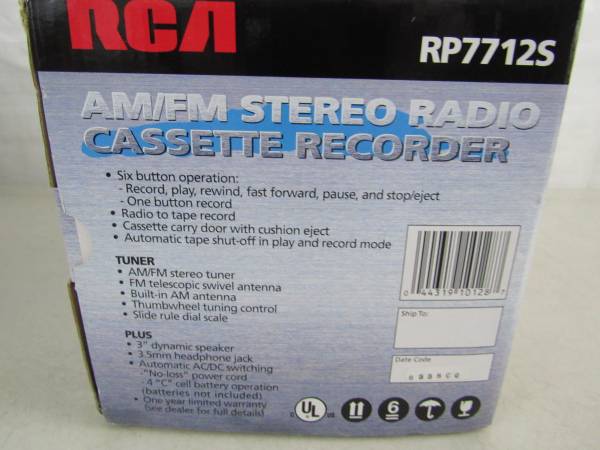 RCA
RP7712S
AM/FM STEREO RADIO
CASSETTE RECORDER
• Six button operation:
- Record, play, rewind, fast forward, pause, and stop/eject
- One button record
• Radio to tape record
• Cassette carry door with cushion eject
• Automatic tape shut-off in play and record mode
TUNER
• AM/FM stereo tuner
• FM telescopic swivel antenna
• Built-in AM antenna
• Thumbwheel tuning control
• Slide rule dial scale
PLUS
• 3" dynamic speaker
• 3.5mm headphone jack
• Automatic AC/DC switching
- "No-loss" power cord
- 4 "C" cell battery operation
(batteries not included)
• One year limited warranty
(see dealer for full details)
0 44319 10128 7
Ship To:
Date Code
C UL US
6